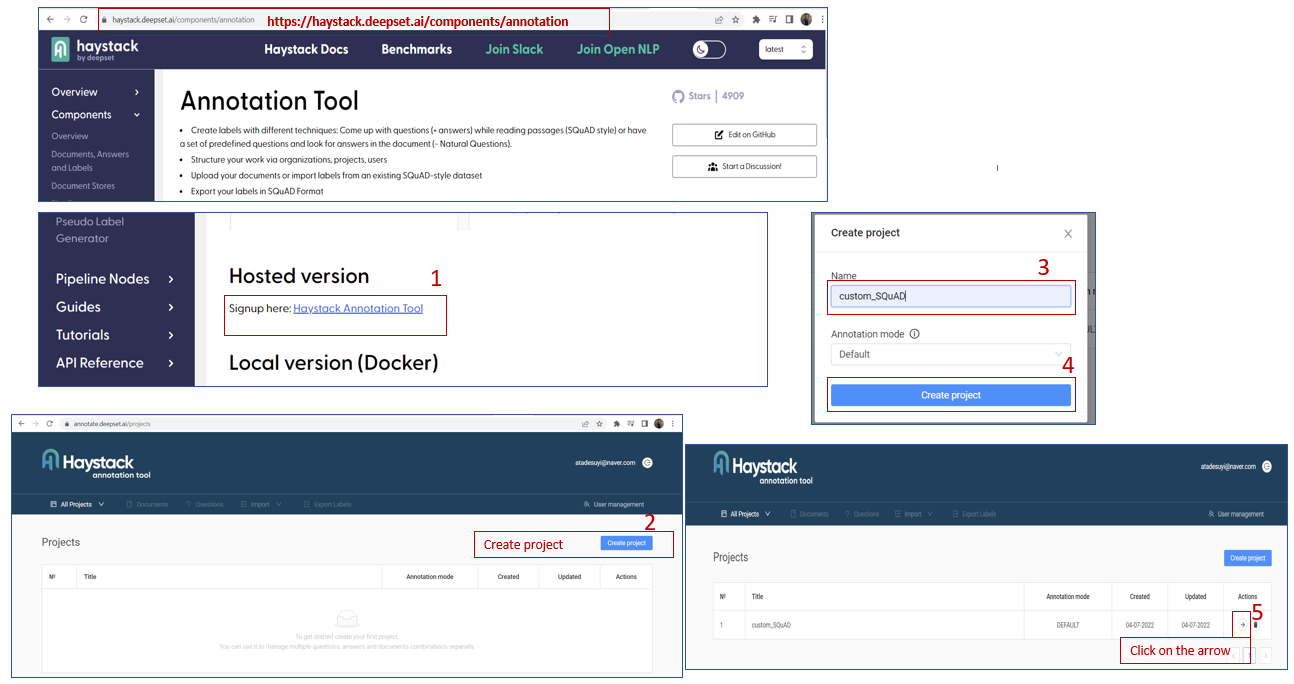 haystack.deepset.ai/components/annotation
https://haystack.deepset.ai/components/annotation
haystack
by deepset
Haystack Docs
Benchmarks
Join Slack
Join Open NLP
latest
Overview
Components
Overview
Documents, Answers
and Labels
Document Stores
Annotation Tool
• Create labels with different techniques: Come up with questions (+ answers) while reading passages (SQuAD style) or have
a set of predefined questions and look for answers in the document (~ Natural Questions).
• Structure your work via organizations, projects, users
• Upload your documents or import labels from an existing SQuAD-style dataset
• Export your labels in SQuAD Format
Stars | 4909
Edit on GitHub
Start a Discussion!
Pseudo Label
Generator
Pipeline Nodes
Guides
Tutorials
API Reference
Hosted version
1
Signup here: Haystack Annotation Tool
Local version (Docker)
Create project
3
Name
custom_SQuAD
Annotation mode
Default
4
Create project
annotate.deepset.ai/projects
Haystack
annotation tool
atadesuyi@naver.com
All Projects
Documents
Questions
Import
Export Labels
User management
2
Projects
Create project
Create project
Nº
Title
Annotation mode
Created
Updated
Actions
To get started create your first project.
You can use it to manage multiple questions, answers and documents combinations separatly.
Haystack
annotation tool
atadesuyi@naver.com
All Projects
Documents
Questions
Import
Export Labels
User management
Projects
Create project
Nº
Title
Annotation mode
Created
Updated
Actions
1
custom_SQuAD
DEFAULT
04-07-2022
04-07-2022
5
Click on the arrow